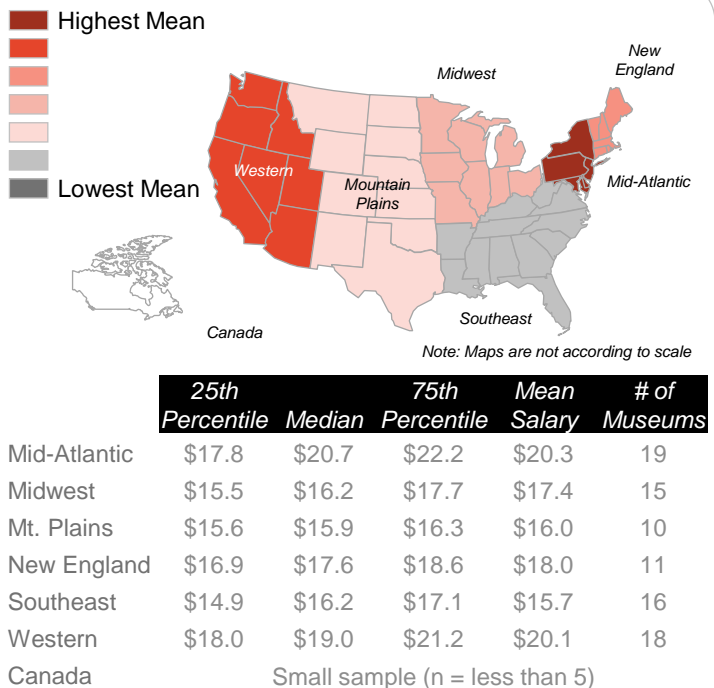 Highest Mean
Lowest Mean
New
England
Midwest
Western
Mountain
Plains
Mid-Atlantic
Southeast
Canada
Note: Maps are not according to scale
25th Percentile Median 75th Percentile Mean Salary # of Museums
Mid-Atlantic $17.8 $20.7 $22.2 $20.3 19
Midwest $15.5 $16.2 $17.7 $17.4 15
Mt. Plains $15.6 $15.9 $16.3 $16.0 10
New England $16.9 $17.6 $18.6 $18.0 11
Southeast $14.9 $16.2 $17.1 $15.7 16
Western $18.0 $19.0 $21.2 $20.1 18
Canada Small sample (n = less than 5)